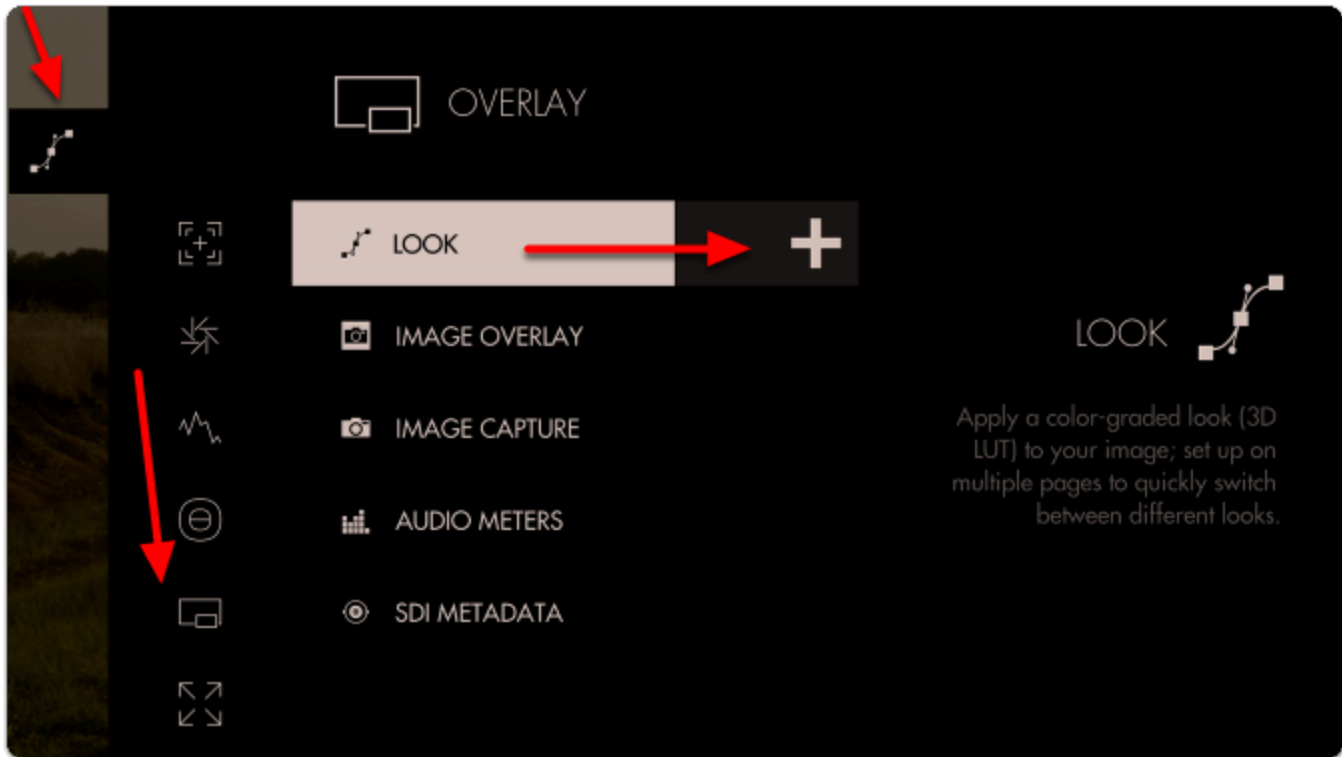 OVERLAY
LOOK
IMAGE OVERLAY
IMAGE CAPTURE
AUDIO METERS
SDI METADATA
LOOK
Apply a color-graded look (3D
LUT) to your image; set up on
multiple pages to quickly switch
between different looks.